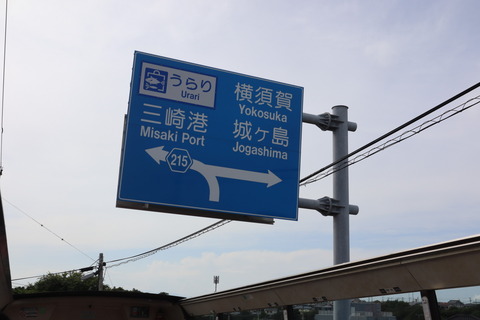 うらり
Urari
三崎港
Misaki Port
横須賀
Yokosuka
城ヶ島
Jogashima
215